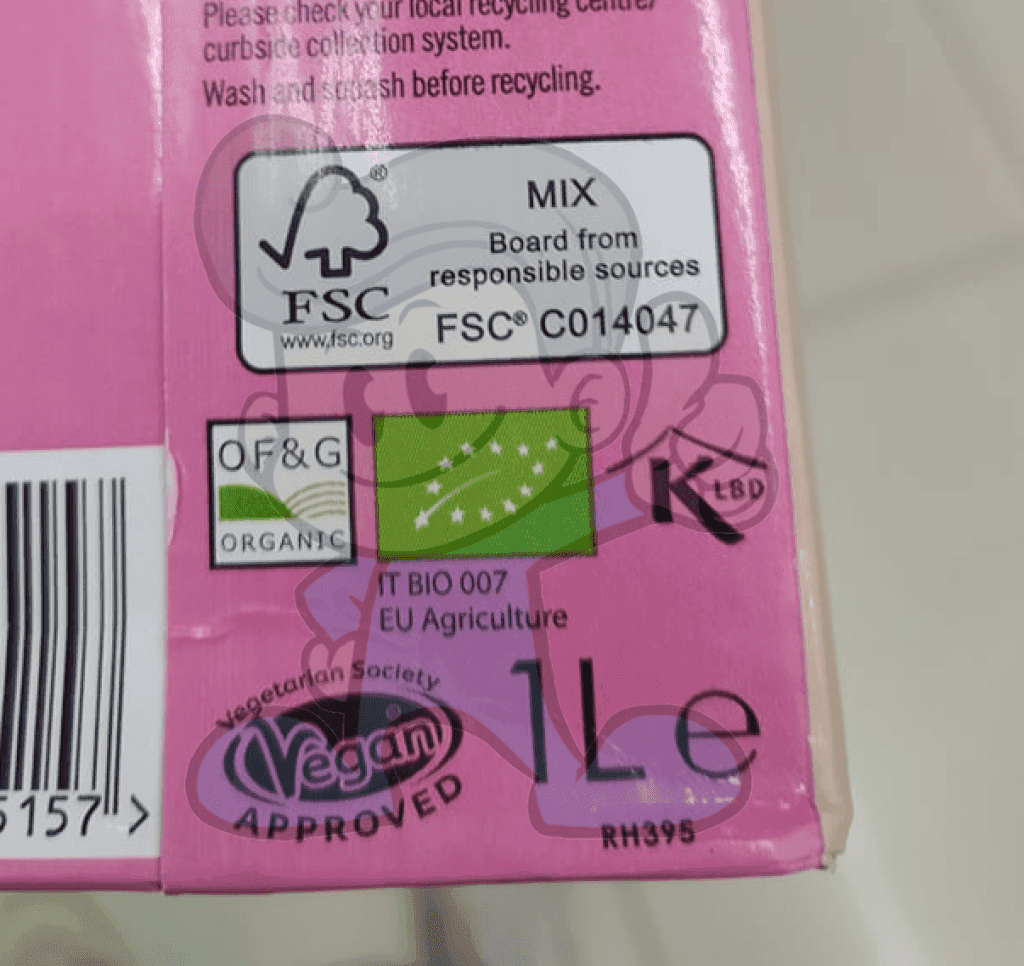 Please check your local recycling centre/
curbside collection system.
Wash and squash before recycling.
®
MIX
Board from
responsible sources
FSC
www.fsc.org
FSC® C014047
OF&G
ORGANIC
K LBD
IT BIO 007
EU Agriculture
Vegetarian Society
Vegan
APPROVED
1L e
5157 >
RH395